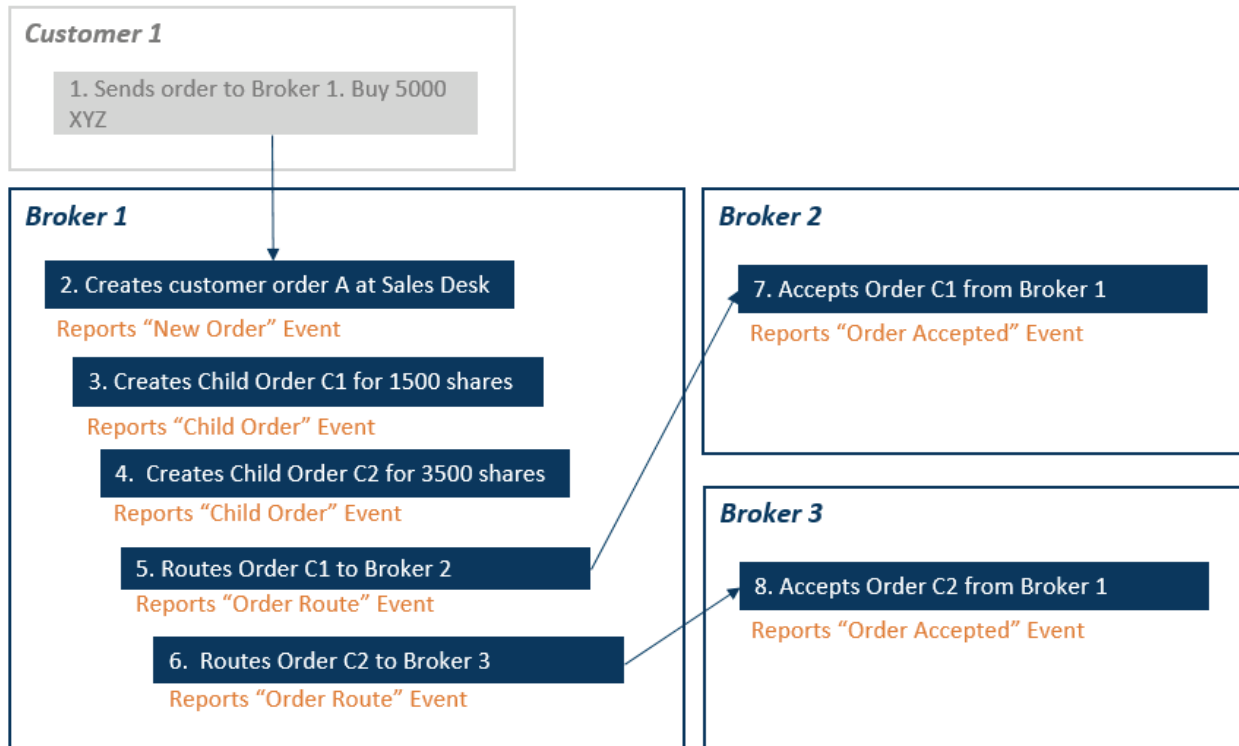 Customer 1
1. Sends order to Broker 1. Buy 5000
XYZ
Broker 1
2. Creates customer order A at Sales Desk
Reports “New Order” Event
3. Creates Child Order C1 for 1500 shares
Reports “Child Order” Event
4. Creates Child Order C2 for 3500 shares
Reports “Child Order” Event
5. Routes Order C1 to Broker 2
Reports “Order Route” Event
6. Routes Order C2 to Broker 3
Reports “Order Route” Event
Broker 2
7. Accepts Order C1 from Broker 1
Reports “Order Accepted” Event
Broker 3
8. Accepts Order C2 from Broker 1
Reports “Order Accepted” Event